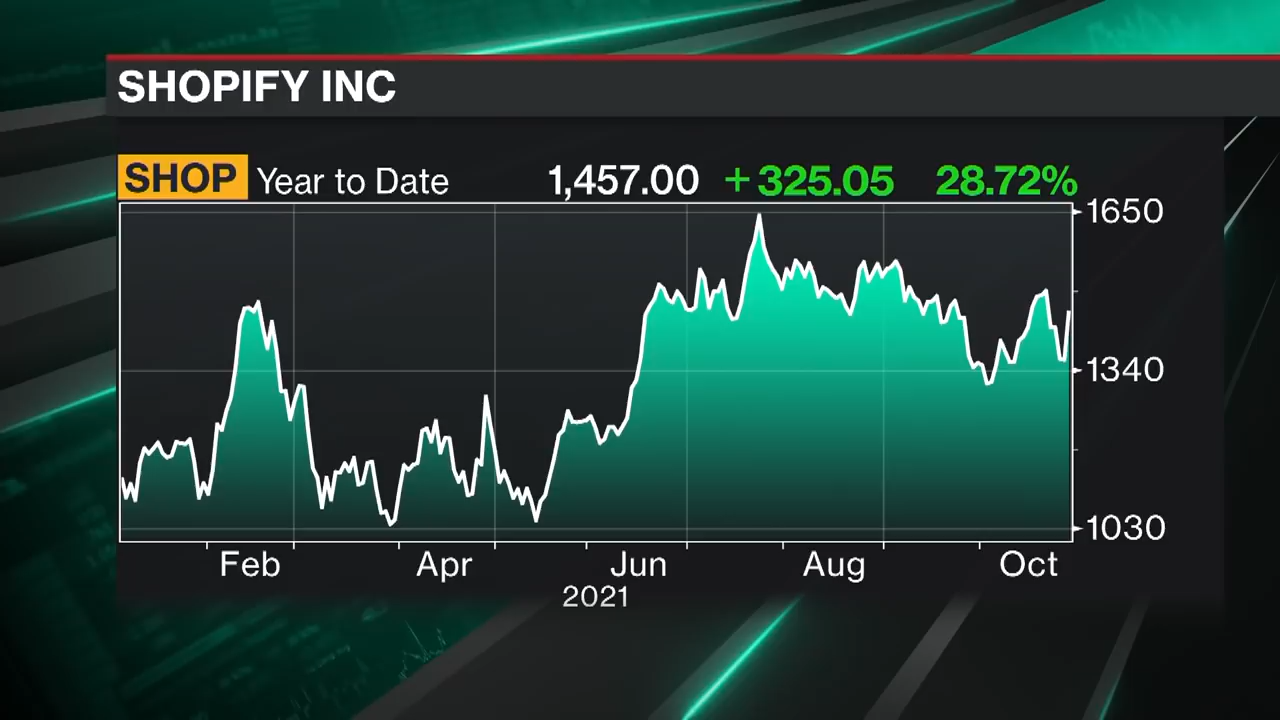 SHOPIFY INC
SHOP Year to Date 1,457.00 +325.05 28.72%
1650
1340
1030
Feb Apr Jun Aug Oct
2021